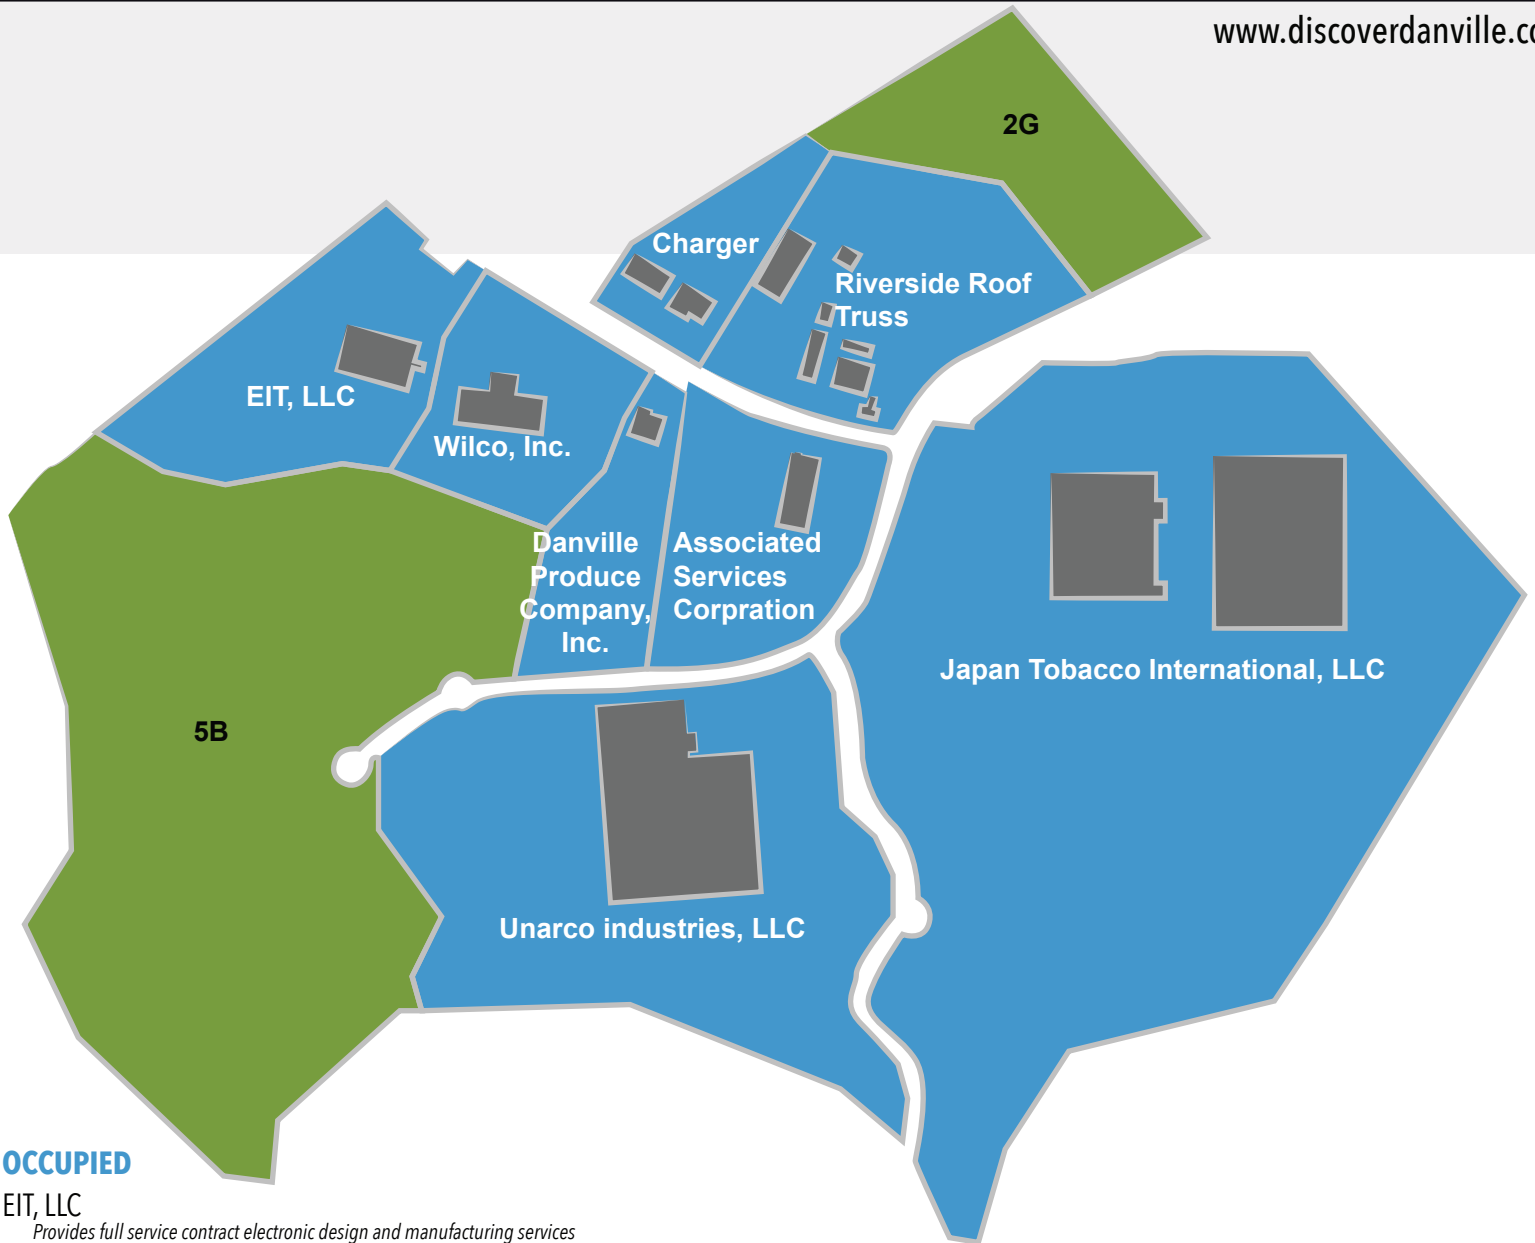 www.discoverdanville.co
2G
Charger
Riverside Roof
Truss
EIT, LLC
Wilco, Inc.
Danville
Produce
Company,
Inc.
Associated
Services
Corpration
Japan Tobacco International, LLC
5B
Unarco industries, LLC
OCCUPIED
EIT, LLC
Provides full service contract electronic design and manufacturing services